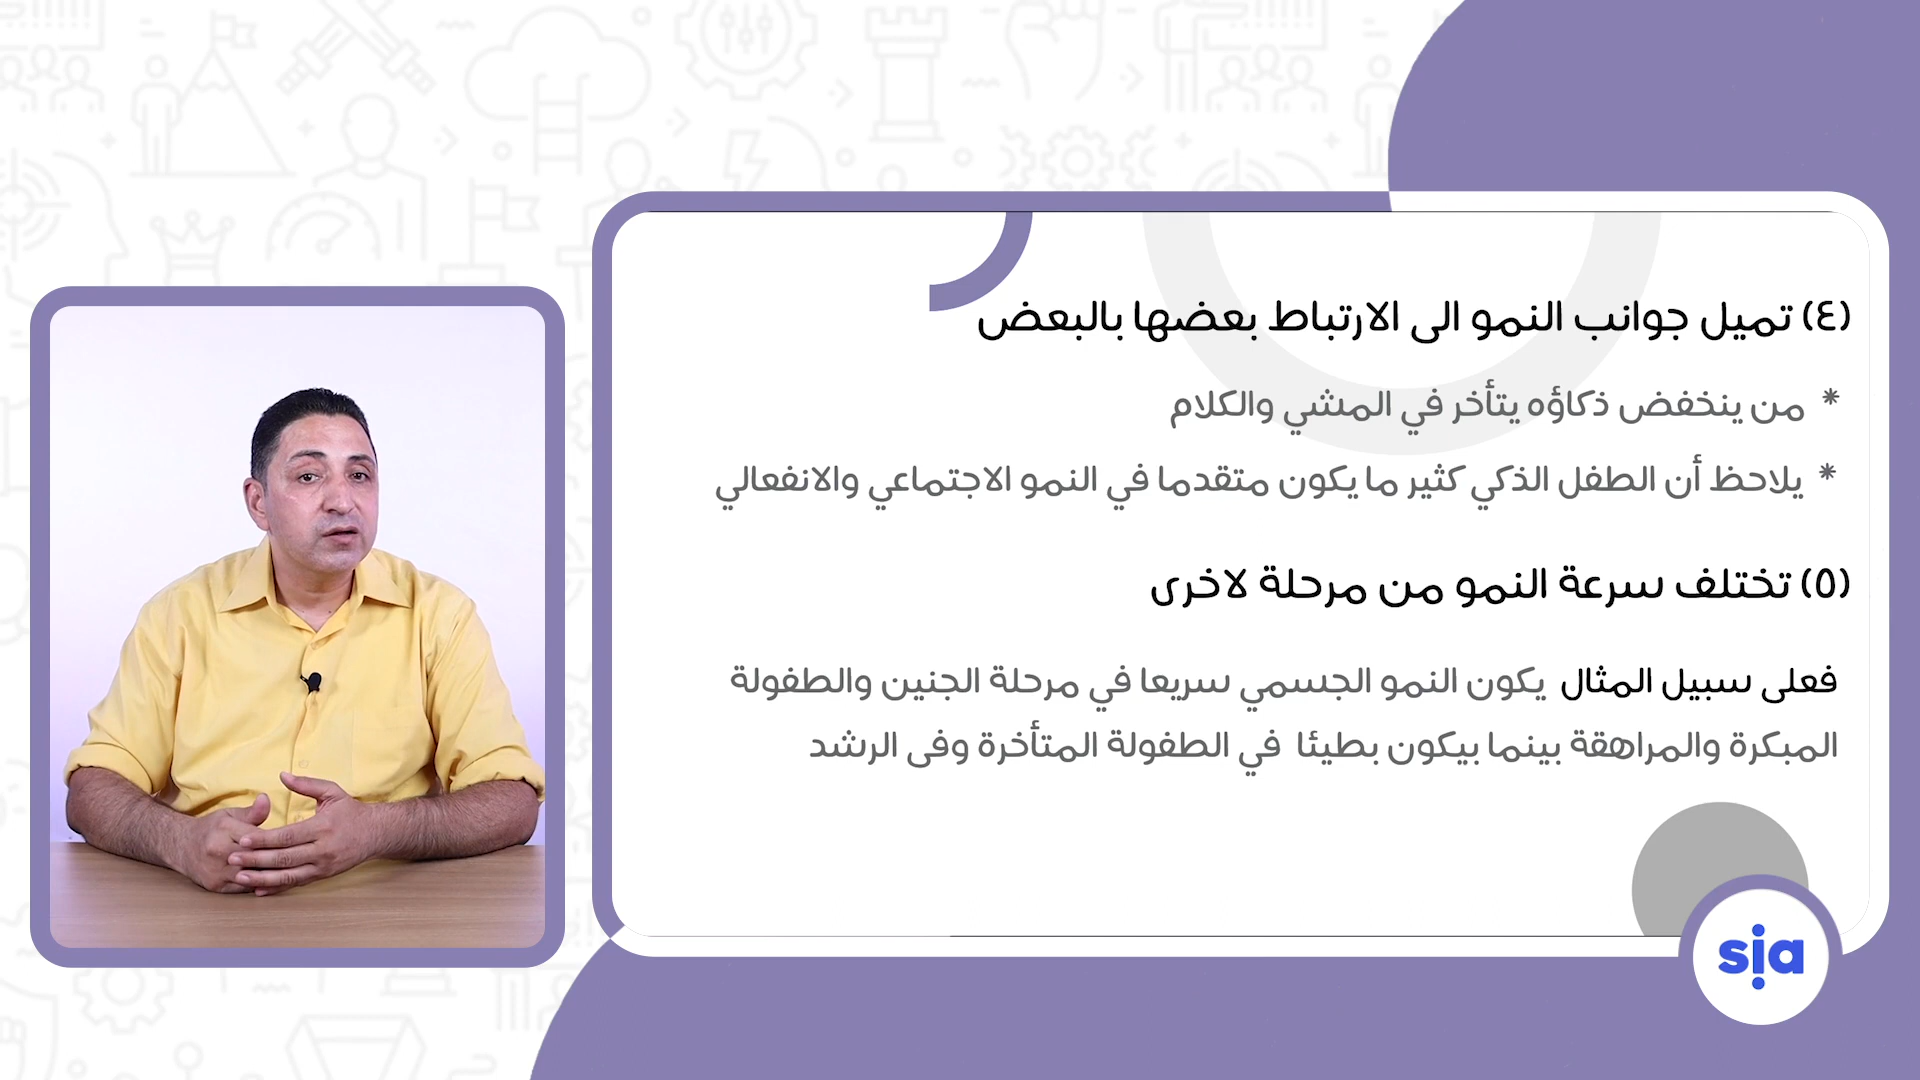 (٤) تميل جوانب النمو الى الارتباط بعضها بالبعض
* من ينخفض ذكاؤه يتأخر في المشي والكلام
* يلاحظ أن الطفل الذكي كثير ما يكون متقدما في النمو الاجتماعي والانفعالي
(٥) تختلف سرعة النمو من مرحلة لاخرى
فعلى سبيل المثال يكون النمو الجسمي سريعا في مرحلة الجنين والطفولة
المبكرة والمراهقة بينما بيكون بطيئا في الطفولة المتأخرة وفى الرشد
sia